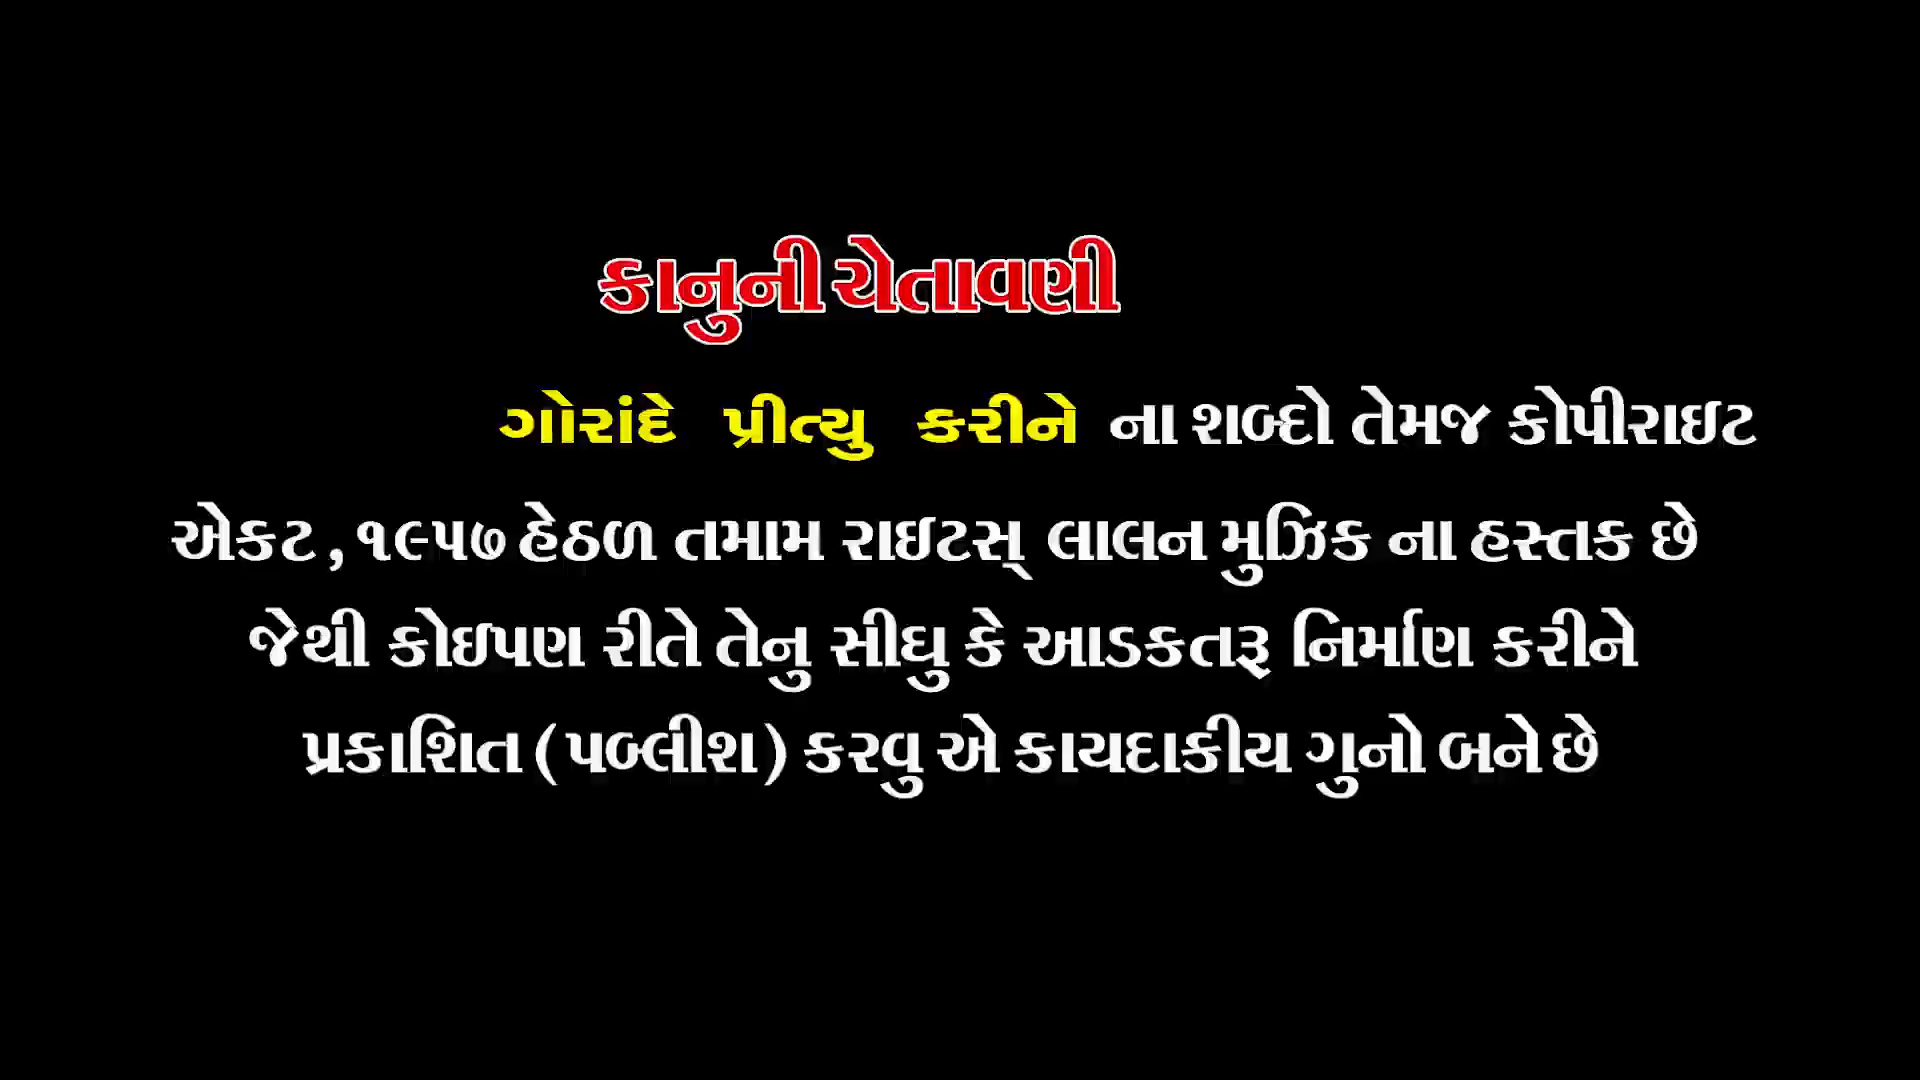 કાનુની ચેતાવણી
ગોરાંદે પ્રીત્યુ કરીને ના શબ્દો તેમજ કોપીરાઇટ
એકટ , ૧૯૫૭ હેઠળ તમામ રાઇટસ્ લાલન મુઝિક ના હસ્તક છે
જેથી કોઇપણ રીતે તેનુ સીધુ કે આડકતરૂ નિર્માણ કરીને
પ્રકાશિત ( પબ્લીશ ) કરવુ એ કાયદાકીય ગુનો બને છે